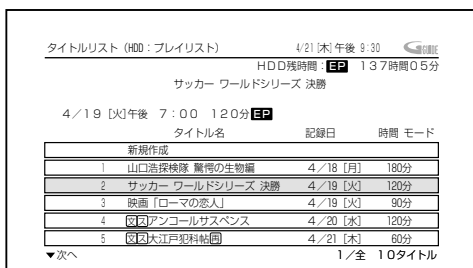 タイトルリスト（HDD：プレイリスト） 4/21[木]午後 9:30 GGUIDE
HDD残時間：EP 137時間05分
サッカー ワールドシリーズ 決勝
4／19［火］午後 7：00 120分EP
タイトル名 記録日 時間 モード
新規作成
1 山口浩探検隊 驚愕の生物編 4／18［月］ 180分
2 サッカー ワールドシリーズ 決勝 4／19［火］ 120分
3 映画「ローマの恋人」 4／19［火］ 90分
4 文スアンコールサスペンス 4／20［水］ 120分
5 文ス大江戸犯科帖画 4／21［木］ 60分
▼次へ 1／全 10タイトル